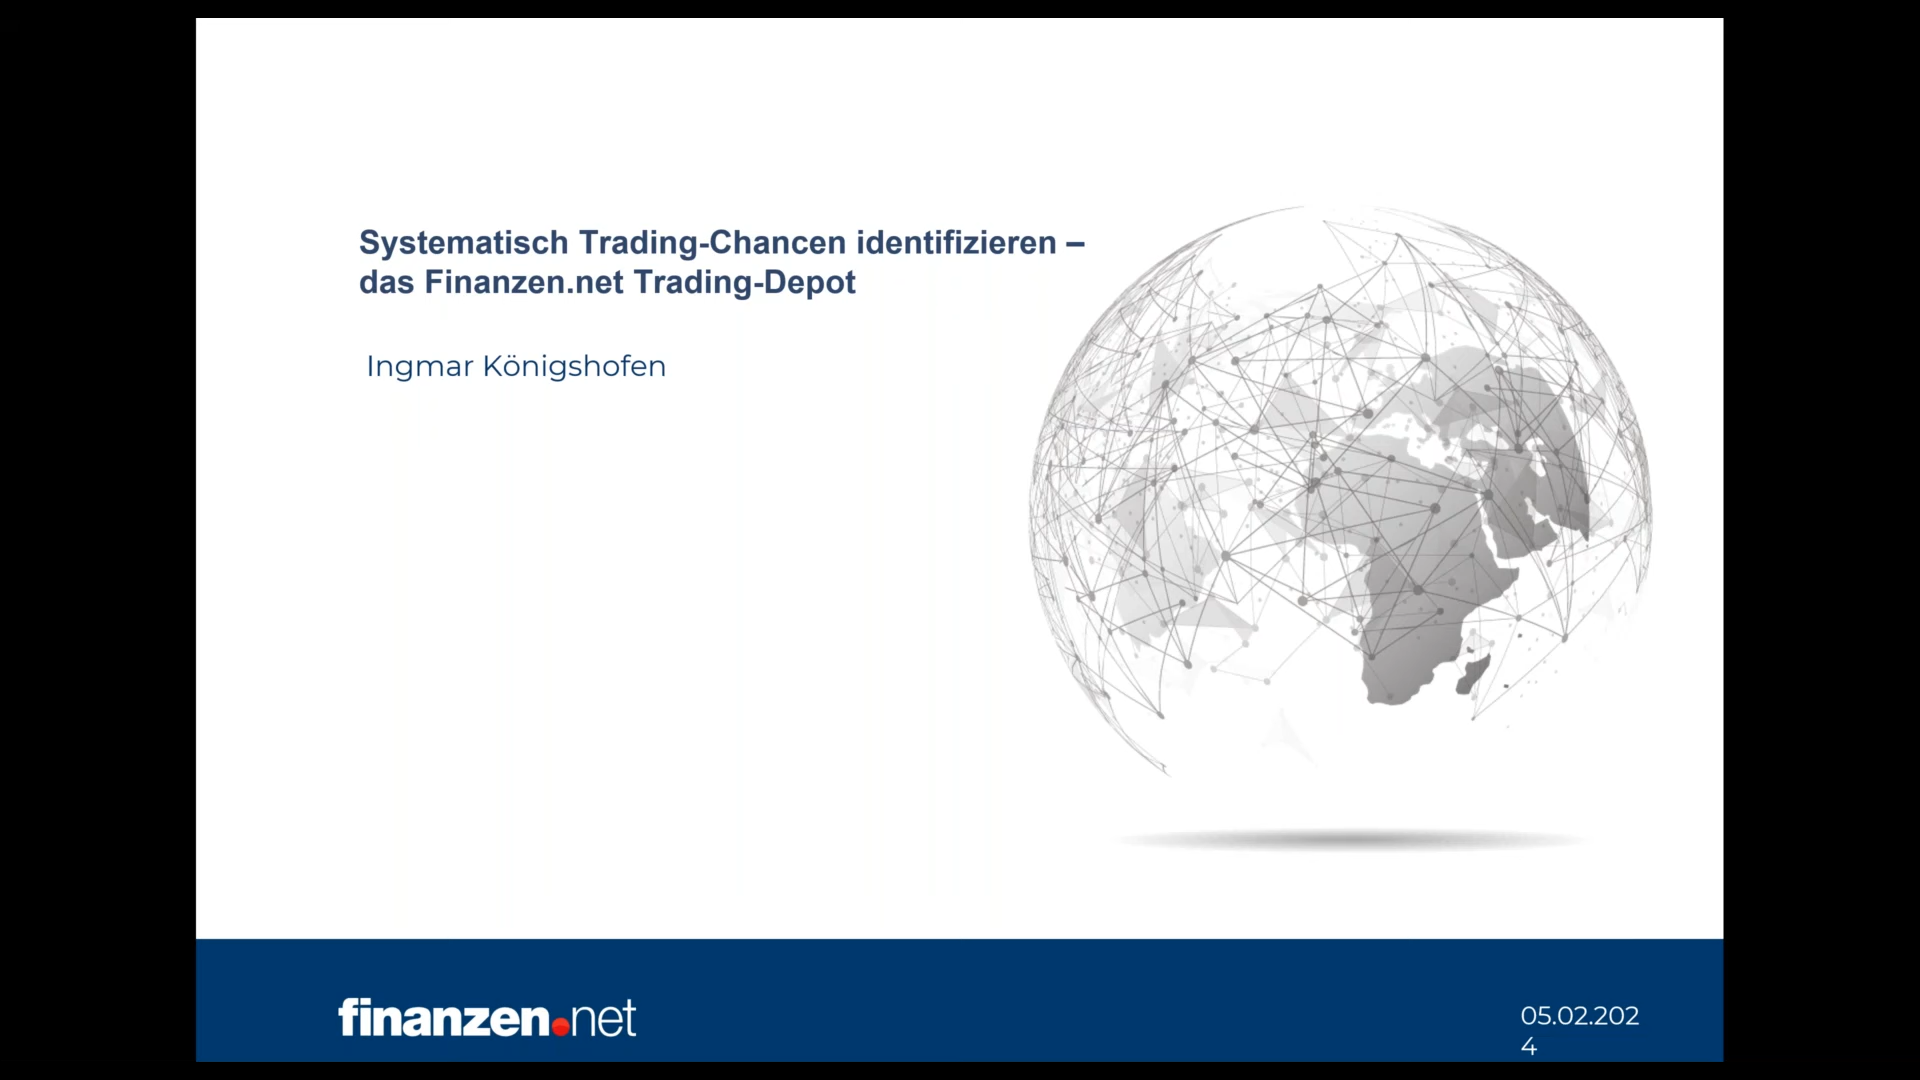 Systematisch Trading-Chancen identifizieren –
das Finanzen.net Trading-Depot
Ingmar Königshofen
finanzen.net
05.02.202
4